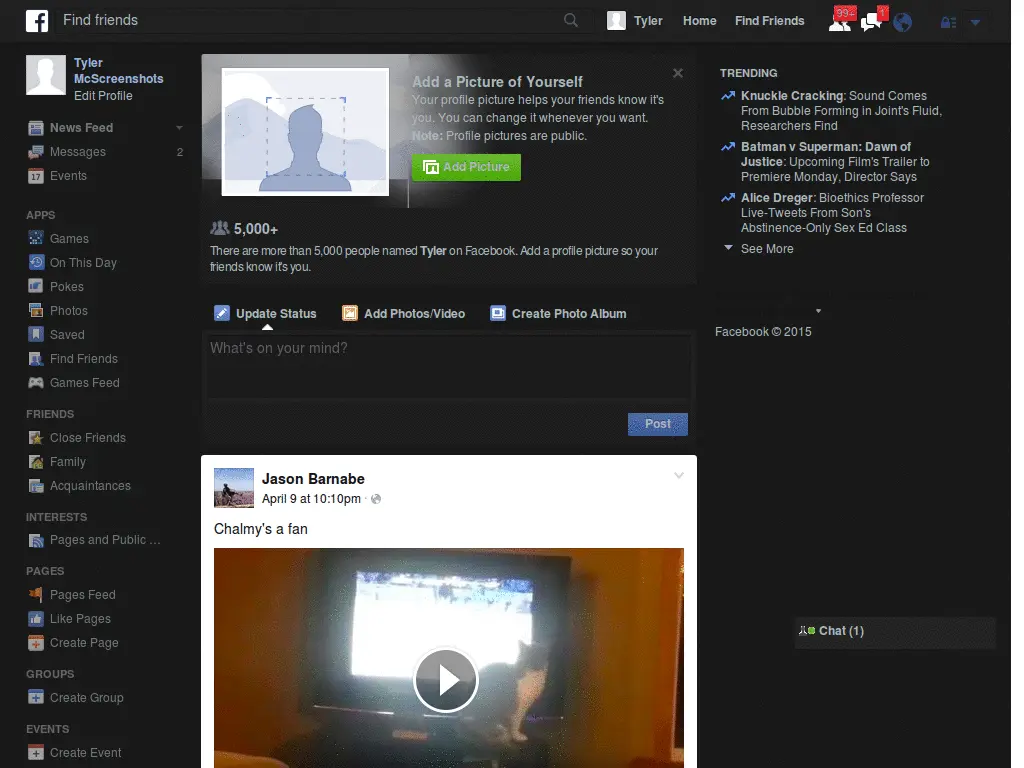 Find friends
Tyler
Home
Find Friends
99+
1
Tyler
McScreenshots
Edit Profile
News Feed
Messages 2
17 Events
APPS
Games
On This Day
Pokes
Photos
Saved
Find Friends
Games Feed
FRIENDS
Close Friends
Family
Acquaintances
INTERESTS
Pages and Public ...
PAGES
Pages Feed
Like Pages
Create Page
GROUPS
Create Group
EVENTS
Create Event
Add a Picture of Yourself
Your profile picture helps your friends know it's
you. You can change it whenever you want.
Note: Profile pictures are public.
Add Picture
5,000+
There are more than 5,000 people named Tyler on Facebook. Add a profile picture so your
friends know it's you.
Update Status
Add Photos/Video
Create Photo Album
What's on your mind?
Post
Jason Barnabe
April 9 at 10:10pm ·
Chalmy's a fan
TRENDING
Knuckle Cracking: Sound Comes
From Bubble Forming in Joint's Fluid,
Researchers Find
Batman v Superman: Dawn of
Justice: Upcoming Film's Trailer to
Premiere Monday, Director Says
Alice Dreger: Bioethics Professor
Live-Tweets From Son's
Abstinence-Only Sex Ed Class
See More
Facebook © 2015
Chat (1)